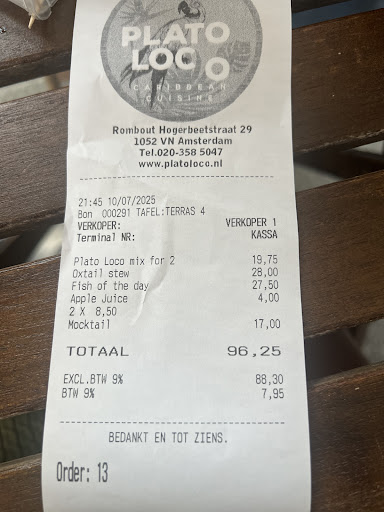 PLATO
LOCO
CARIBBEAN
CUISINE
Rombout Hogerbeetstraat 29
1052 VN Amsterdam
Tel.020-358 5047
www.platoloco.nl
21:45 10/07/2025
Bon 000291 TAFEL:TERRAS 4
VERKOPER: VERKOPER 1
Terminal NR: KASSA
Plato Loco mix for 2 19,75
Oxtail stew 28,00
Fish of the day 27,50
Apple Juice 4,00
2 X 8,50
Mocktail 17,00
TOTAAL 96,25
EXCL.BTW 9% 88,30
BTW 9% 7,95
BEDANKT EN TOT ZIENS.
Order: 13